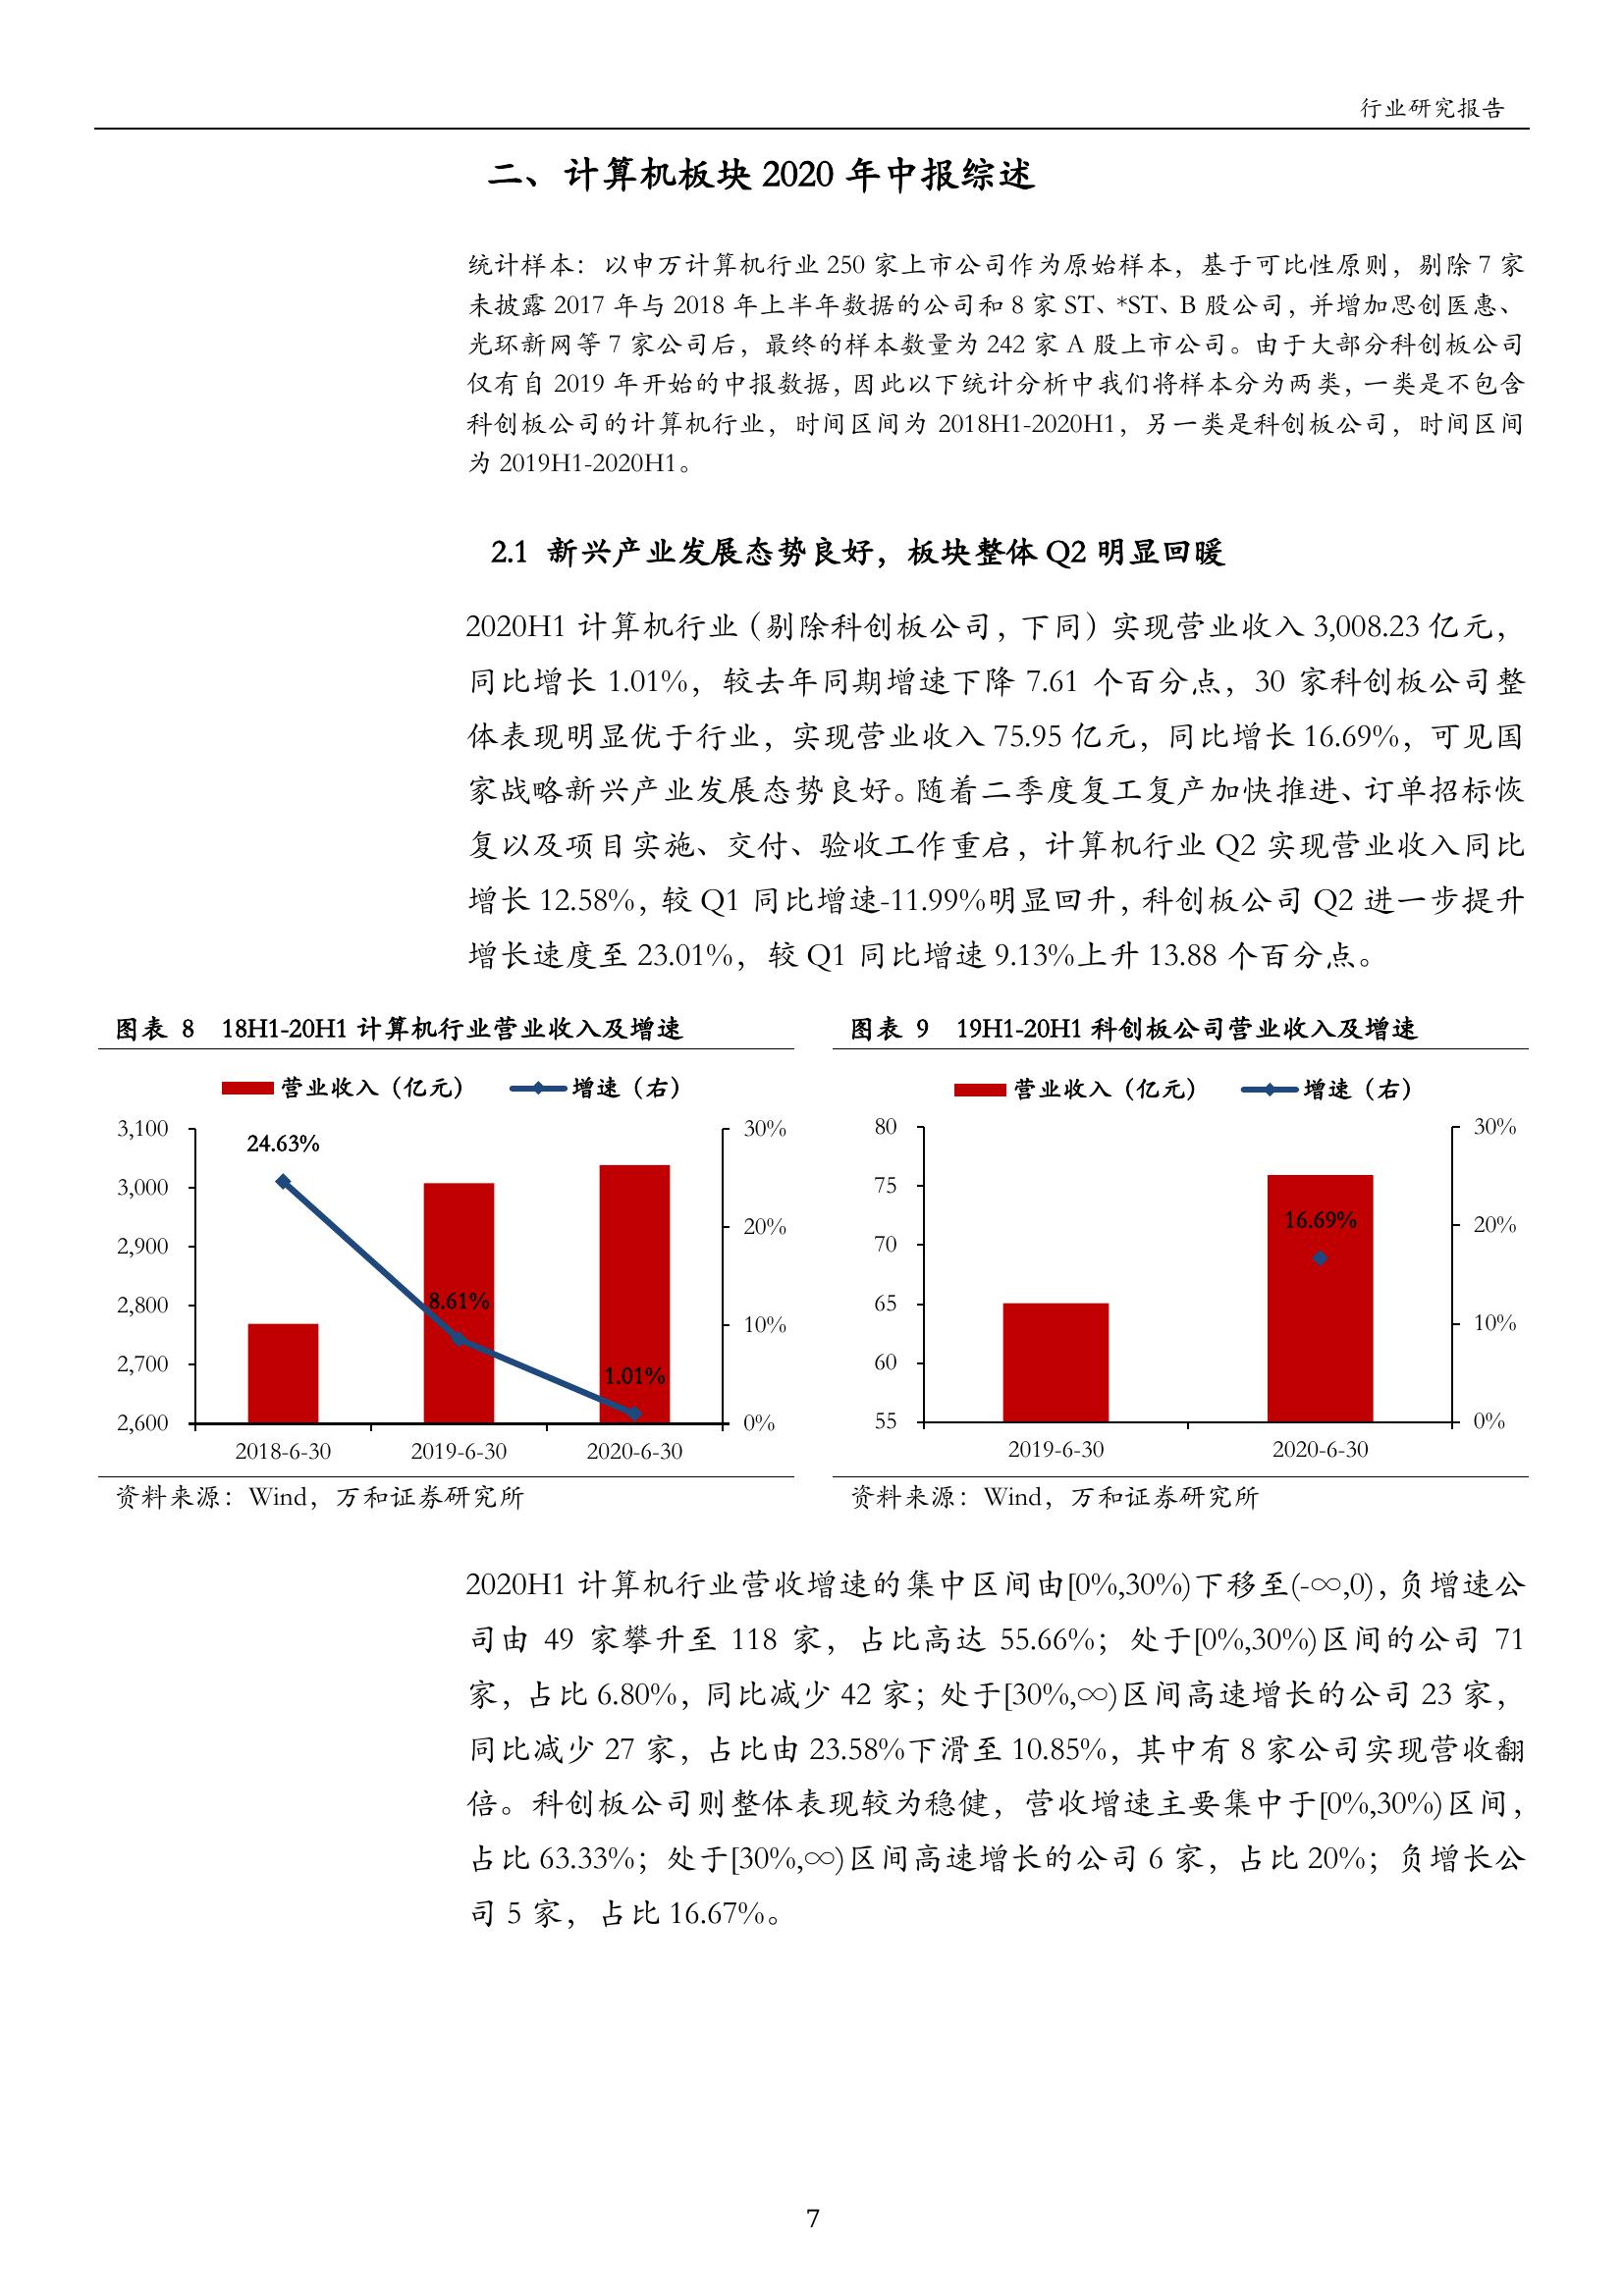 行业研究报告
二、计算机板块 2020 年中报综述
统计样本：以申万计算机行业 250 家上市公司作为原始样本，基于可比性原则，剔除 7 家
未披露 2017 年与 2018 年上半年数据的公司和 8 家 ST、*ST、B 股公司，并增加思创医惠、
光环新网等 7 家公司后，最终的样本数量为 242 家 A 股上市公司。由于大部分科创板公司
仅有自 2019 年开始的中报数据，因此以下统计分析中我们将样本分为两类，一类是不包含
科创板公司的计算机行业，时间区间为 2018H1-2020H1，另一类是科创板公司，时间区间
为 2019H1-2020H1。
2.1 新兴产业发展态势良好，板块整体 Q2 明显回暖
2020H1 计算机行业（剔除科创板公司，下同）实现营业收入 3,008.23 亿元，
同比增长 1.01%，较去年同期增速下降 7.61 个百分点，30 家科创板公司整
体表现明显优于行业，实现营业收入 75.95 亿元，同比增长 16.69%，可见国
家战略新兴产业发展态势良好。随着二季度复工复产加快推进、订单招标恢
复以及项目实施、交付、验收工作重启，计算机行业 Q2 实现营业收入同比
增长 12.58%，较 Q1 同比增速-11.99%明显回升，科创板公司 Q2 进一步提升
增长速度至 23.01%，较 Q1 同比增速 9.13%上升 13.88 个百分点。
图表 8 18H1-20H1 计算机行业营业收入及增速
营业收入（亿元） 增速（右）
3,100
3,000
2,900
2,800
2,700
2,600
24.63%
8.61%
1.01%
30%
20%
10%
0%
2018-6-30 2019-6-30 2020-6-30
资料来源：Wind，万和证券研究所
图表 9 19H1-20H1 科创板公司营业收入及增速
营业收入（亿元） 增速（右）
80
75
70
65
60
55
16.69%
30%
20%
10%
0%
2019-6-30 2020-6-30
资料来源：Wind，万和证券研究所
2020H1 计算机行业营收增速的集中区间由[0%,30%)下移至(-∞,0)，负增速公
司由 49 家攀升至 118 家，占比高达 55.66%；处于[0%,30%)区间的公司 71
家，占比 6.80%，同比减少 42 家；处于[30%,∞)区间高速增长的公司 23 家，
同比减少 27 家，占比由 23.58%下滑至 10.85%，其中有 8 家公司实现营收翻
倍。科创板公司则整体表现较为稳健，营收增速主要集中于[0%,30%)区间，
占比 63.33%；处于[30%,∞)区间高速增长的公司 6 家，占比 20%；负增长公
司 5 家，占比 16.67%。
7